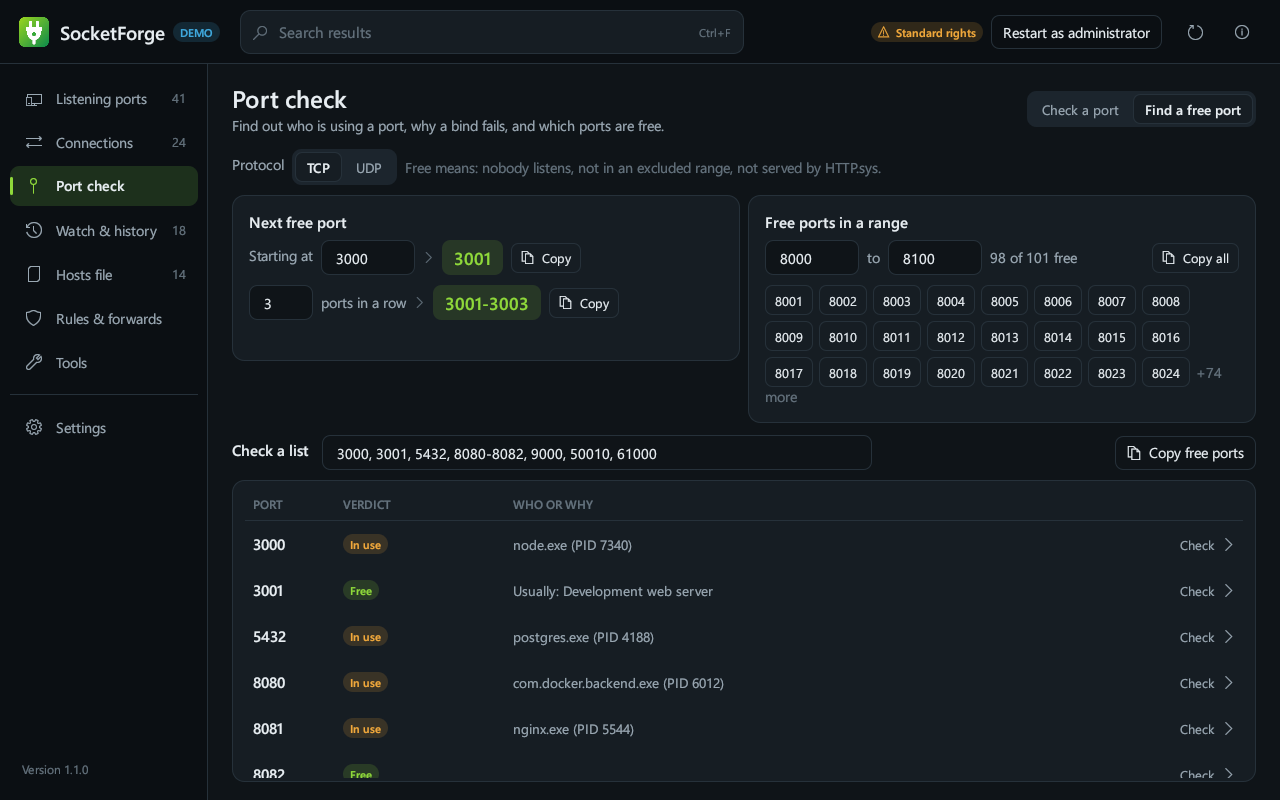 SocketForge DEMO
Search results Ctrl+F
Standard rights
Restart as administrator
Listening ports 41
Connections 24
Port check
Watch & history 18
Hosts file 14
Rules & forwards
Tools
Settings
Version 1.1.0
Port check
Find out who is using a port, why a bind fails, and which ports are free.
Check a port Find a free port
Protocol TCP UDP Free means: nobody listens, not in an excluded range, not served by HTTP.sys.
Next free port
Starting at 3000 3001 Copy
3 ports in a row 3001-3003 Copy
Free ports in a range
8000 to 8100 98 of 101 free Copy all
8001 8002 8003 8004 8005 8006 8007 8008
8009 8010 8011 8012 8013 8014 8015 8016
8017 8018 8019 8020 8021 8022 8023 8024 +74
more
Check a list 3000, 3001, 5432, 8080-8082, 9000, 50010, 61000 Copy free ports
PORT VERDICT WHO OR WHY
3000 In use node.exe (PID 7340) Check
3001 Free Usually: Development web server Check
5432 In use postgres.exe (PID 4188) Check
8080 In use com.docker.backend.exe (PID 6012) Check
8081 In use nginx.exe (PID 5544) Check
8082 Free Check